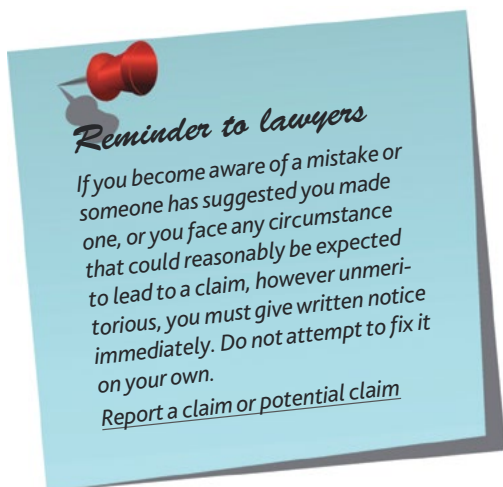 Reminder to lawyers
If you become aware of a mistake or
someone has suggested you made
one, or you face any circumstance
that could reasonably be expected
to lead to a claim, however unmeri-
torious, you must give written notice
immediately. Do not attempt to fix it
on your own.
Report a claim or potential claim